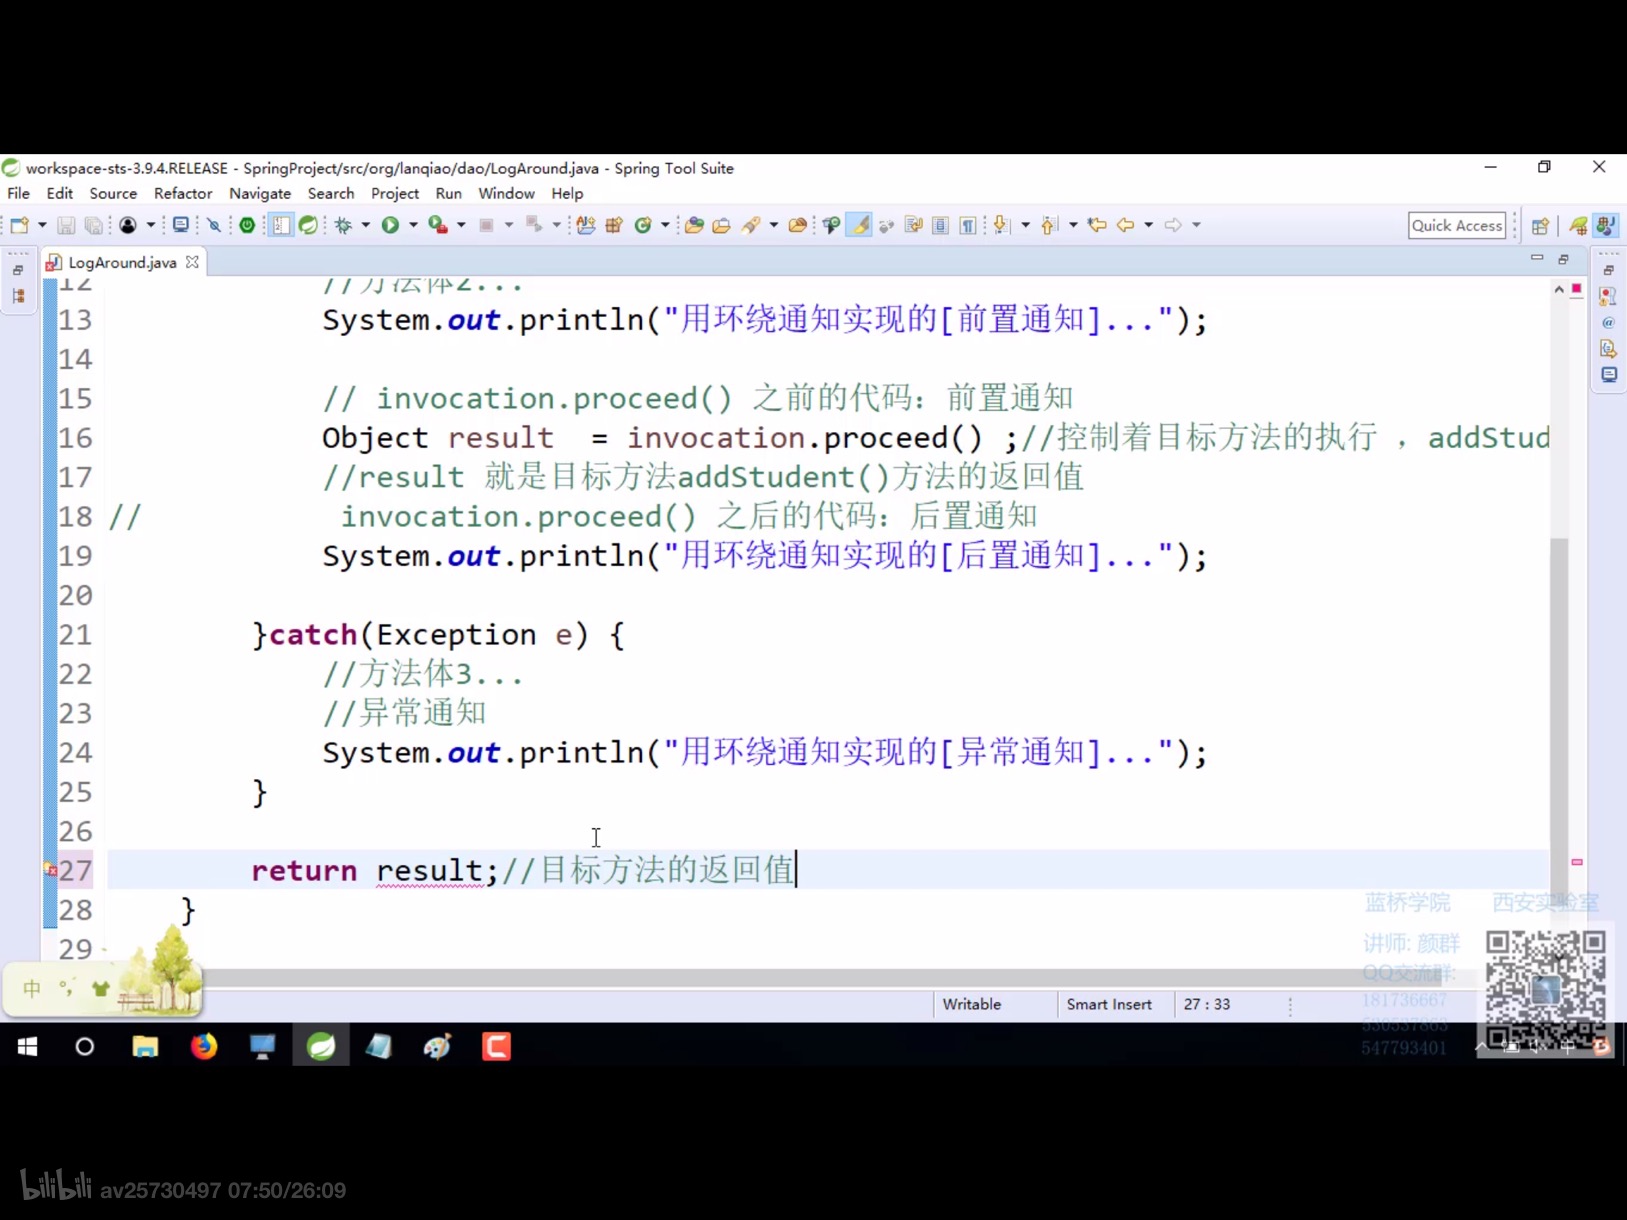 workspace-sts-3.9.4.RELEASE - SpringProject/src/org/lanqiao/dao/LogAround.java - Spring Tool Suite
File Edit Source Refactor Navigate Search Project Run Window Help
Quick Access
LogAround.java
12 //方法体2...
13 System.out.println("用环绕通知实现的[前置通知]...");
14
15 // invocation.proceed() 之前的代码：前置通知
16 Object result = invocation.proceed() ;//控制着目标方法的执行 ，addStud
17 //result 就是目标方法addStudent()方法的返回值
18 // invocation.proceed() 之后的代码：后置通知
19 System.out.println("用环绕通知实现的[后置通知]...");
20
21 }catch(Exception e) {
22 //方法体3...
23 //异常通知
24 System.out.println("用环绕通知实现的[异常通知]...");
25 }
26
27 return result;//目标方法的返回值
28 }
29
蓝桥学院 西安实验室
讲师: 颜群
QQ交流群:
181736667
530537863
547793401
中
Writable Smart Insert 27 : 33
中
bilibili av25730497 07:50/26:09